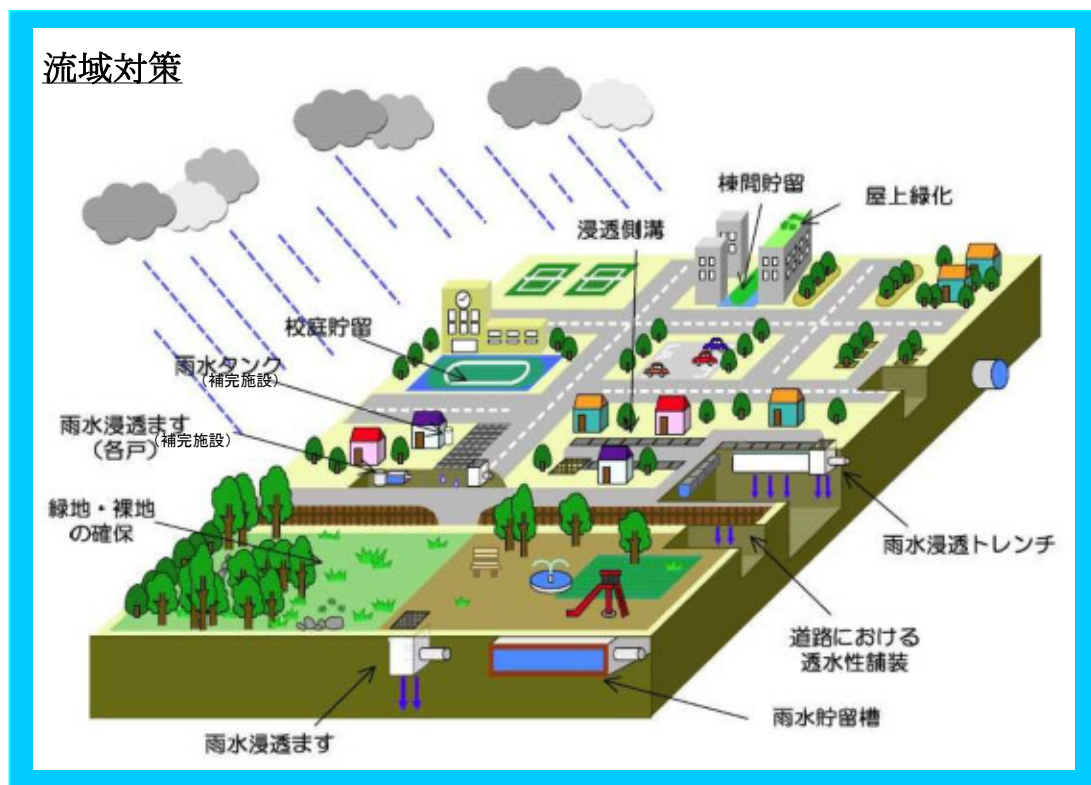 流域対策
棟間貯留
屋上緑化
浸透側溝
校庭貯留
雨水タンク
(補完施設)
雨水浸透ます
(補完施設)
(各戸)
緑地・裸地
の確保
雨水浸透トレンチ
道路における
透水性舗装
雨水貯留槽
雨水浸透ます